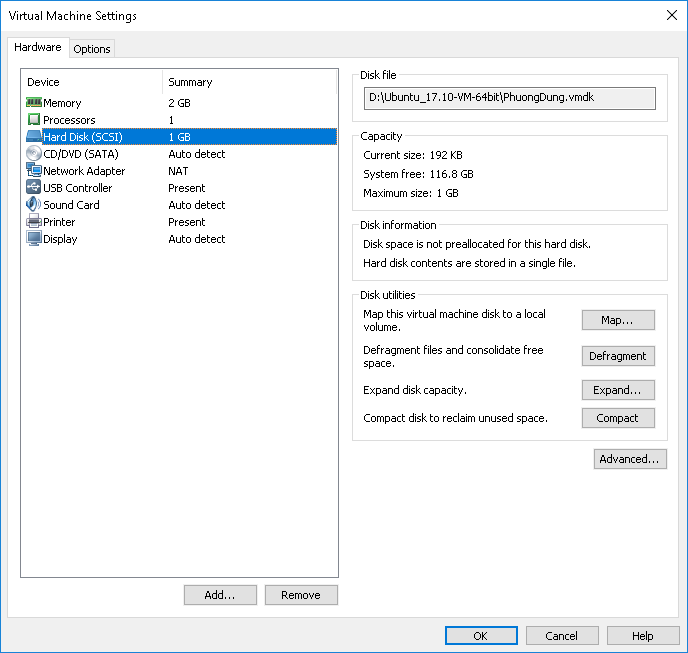 Virtual Machine Settings
Hardware
Options
Device Summary
Memory 2 GB
Processors 1
Hard Disk (SCSI) 1 GB
CD/DVD (SATA) Auto detect
Network Adapter NAT
USB Controller Present
Sound Card Auto detect
Printer Present
Display Auto detect
Add...
Remove
Disk file
D:\Ubuntu_17.10-VM-64bit\PhuongDung.vmdk
Capacity
Current size: 192 KB
System free: 116.8 GB
Maximum size: 1 GB
Disk information
Disk space is not preallocated for this hard disk.
Hard disk contents are stored in a single file.
Disk utilities
Map this virtual machine disk to a local
volume.
Map...
Defragment files and consolidate free
space.
Defragment
Expand disk capacity.
Expand...
Compact disk to reclaim unused space.
Compact
Advanced...
OK
Cancel
Help